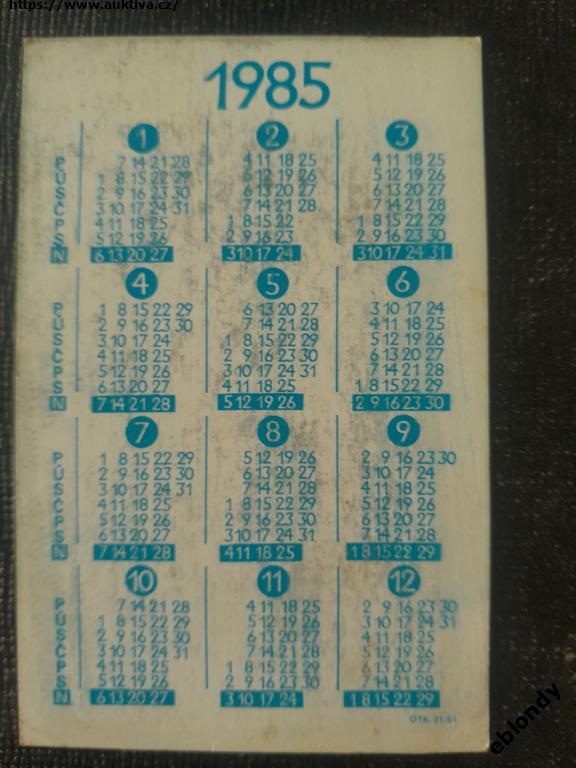 https://www.auktiva.cz/
1985
1 2 3
P 7 14 21 28 4 11 18 25 4 11 18 25
Ú 1 8 15 22 29 5 12 19 26 5 12 19 26
S 2 9 16 23 30 6 13 20 27 6 13 20 27
Č 3 10 17 24 31 7 14 21 28 7 14 21 28
P 4 11 18 25 1 8 15 22 1 8 15 22 29
S 5 12 19 26 2 9 16 23 2 9 16 23 30
N 6 13 20 27 3 10 17 24 3 10 17 24 31
4 5 6
P 1 8 15 22 29 6 13 20 27 3 10 17 24
Ú 2 9 16 23 30 7 14 21 28 4 11 18 25
S 3 10 17 24 1 8 15 22 29 5 12 19 26
Č 4 11 18 25 2 9 16 23 30 6 13 20 27
P 5 12 19 26 3 10 17 24 31 7 14 21 28
S 6 13 20 27 4 11 18 25 1 8 15 22 29
N 7 14 21 28 5 12 19 26 2 9 16 23 30
7 8 9
P 1 8 15 22 29 5 12 19 26 2 9 16 23 30
Ú 2 9 16 23 30 6 13 20 27 3 10 17 24
S 3 10 17 24 31 7 14 21 28 4 11 18 25
Č 4 11 18 25 1 8 15 22 29 5 12 19 26
P 5 12 19 26 2 9 16 23 30 6 13 20 27
S 6 13 20 27 3 10 17 24 31 7 14 21 28
N 7 14 21 28 4 11 18 25 1 8 15 22 29
10 11 12
P 7 14 21 28 4 11 18 25 2 9 16 23 30
Ú 1 8 15 22 29 5 12 19 26 3 10 17 24 31
S 2 9 16 23 30 6 13 20 27 4 11 18 25
Č 3 10 17 24 31 7 14 21 28 5 12 19 26
P 4 11 18 25 1 8 15 22 29 6 13 20 27
S 5 12 19 26 2 9 16 23 30 7 14 21 28
N 6 13 20 27 3 10 17 24 1 8 15 22 29
OTK
eblondy